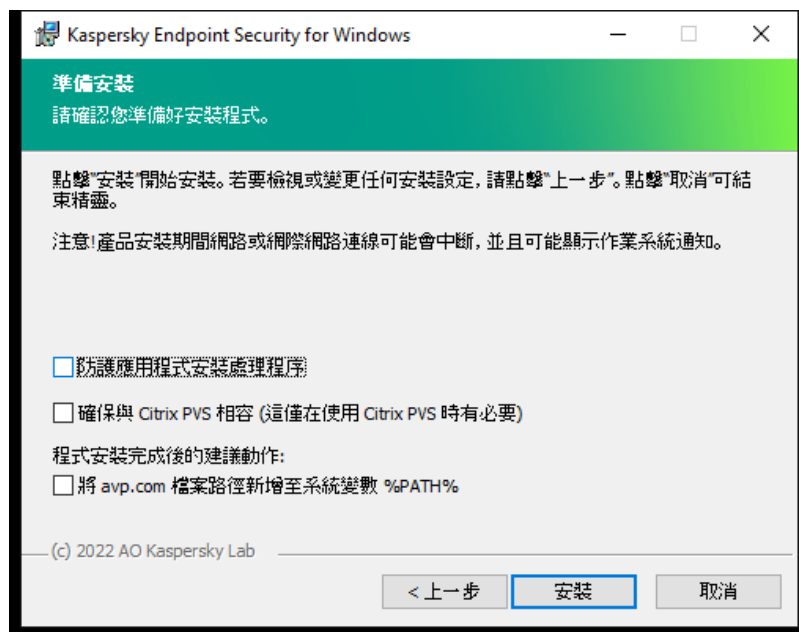 Kaspersky Endpoint Security for Windows
準備安裝
請確認您準備好安裝程式。
點擊"安裝"開始安裝。若要檢視或變更任何安裝設定, 請點擊"上一步"。點擊"取消"可結
束精靈。
注意!產品安裝期間網路或網際網路連線可能會中斷, 並且可能顯示作業系統通知。
防護應用程式安裝處理程序
確保與 Citrix PVS 相容 (這僅在使用 Citrix PVS 時有必要)
程式安裝完成後的建議動作:
將 avp.com 檔案路徑新增至系統變數 %PATH%
(c) 2022 AO Kaspersky Lab
< 上一步 安裝 取消